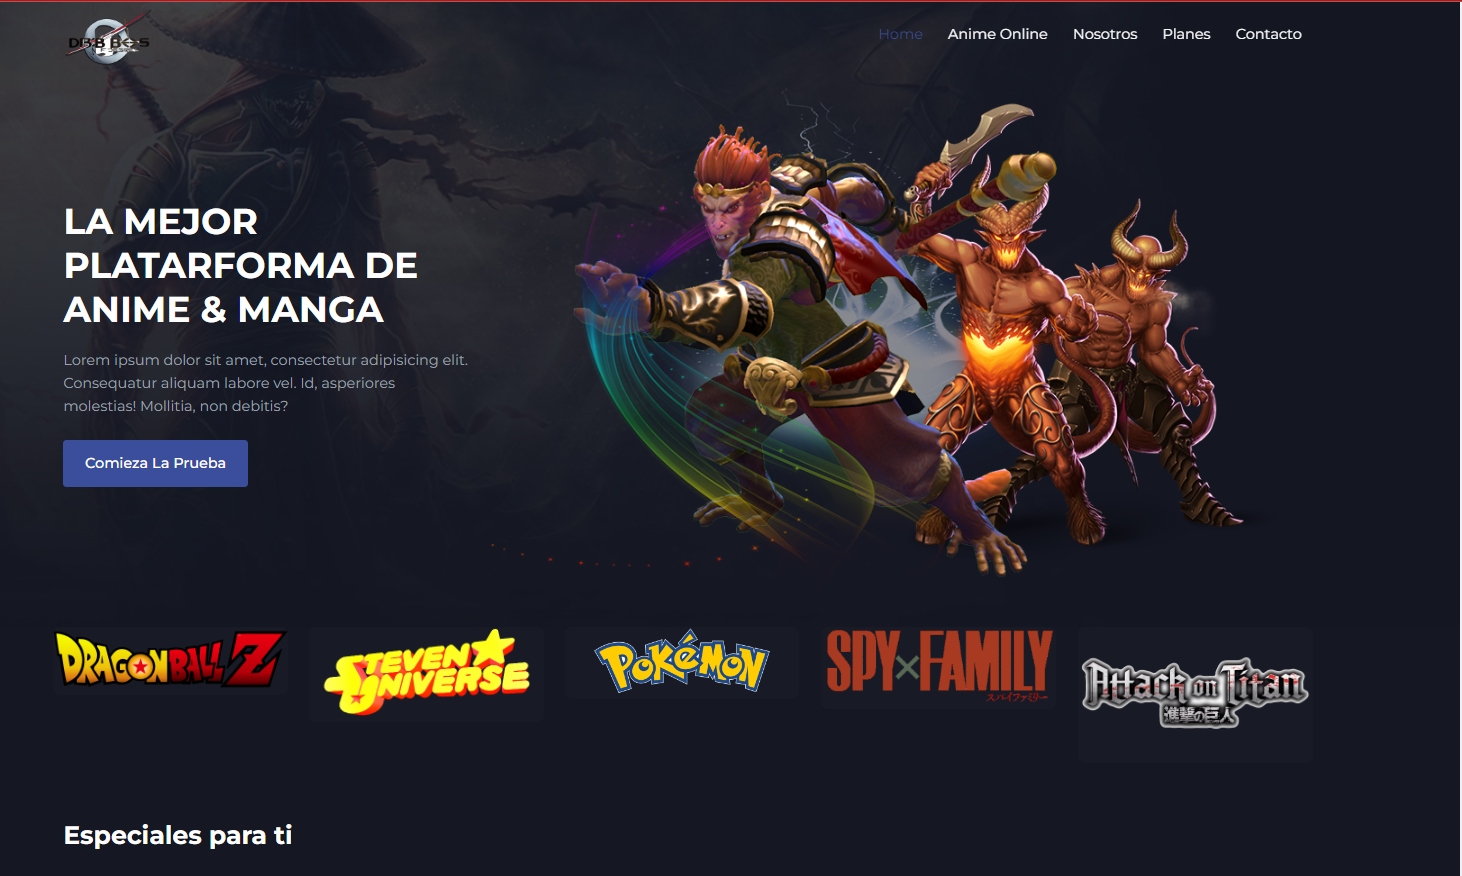 Home Anime Online Nosotros Planes Contacto
LA MEJOR
PLATARFORMA DE
ANIME & MANGA
Lorem ipsum dolor sit amet, consectetur adipisicing elit.
Consequatur aliquam labore vel. Id, asperiores
molestias! Mollitia, non debitis?
Comieza La Prueba
DRAGON BALL Z
STEVEN
UNIVERSE
POKéMON
SPY×FAMILY
スパイファミリー
Attack on Titan
進撃の巨人
Especiales para ti